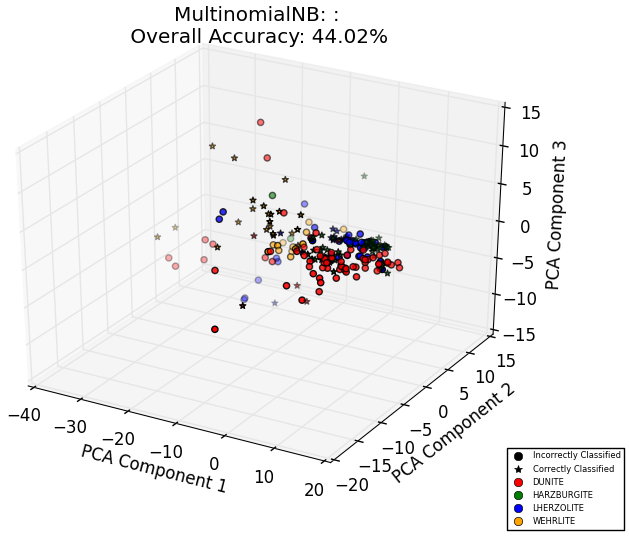 MultinomialNB: :
Overall Accuracy: 44.02%
15
10
5
0
−5
−10
−15
PCA Component 3
15
10
5
0
−5
−10
−15
−20
PCA Component 2
−40
−30
−20
−10
0
10
20
PCA Component 1
Incorrectly Classified
Correctly Classified
DUNITE
HARZBURGITE
LHERZOLITE
WEHRLITE